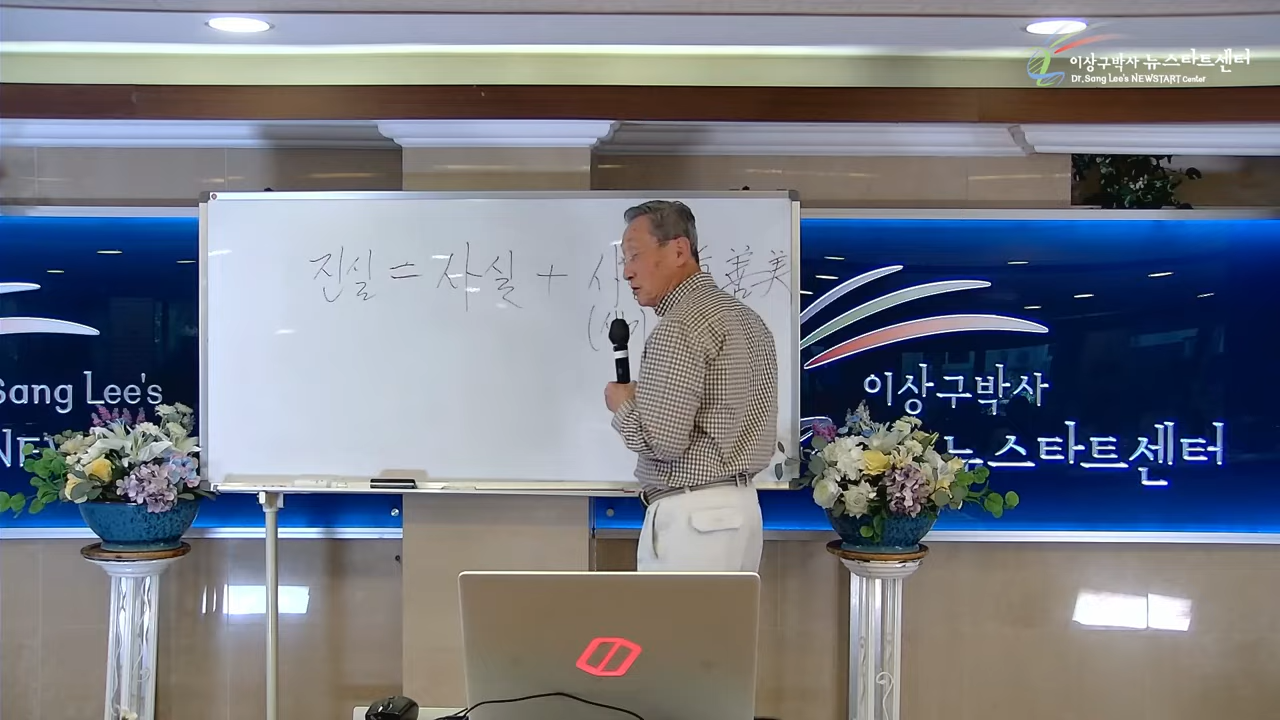 이상구박사 뉴스타트센터
Dr.Sang Lee's NEWSTART Center
진실 = 사실 + 善美
Sang Lee's
이상구박사
뉴스타트센터